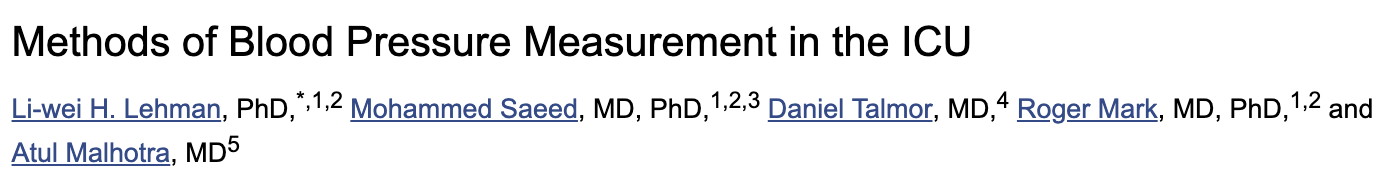 Methods of Blood Pressure Measurement in the ICU
Li-wei H. Lehman, PhD,*,1,2 Mohammed Saeed, MD, PhD,1,2,3 Daniel Talmor, MD,4 Roger Mark, MD, PhD,1,2 and
Atul Malhotra, MD5